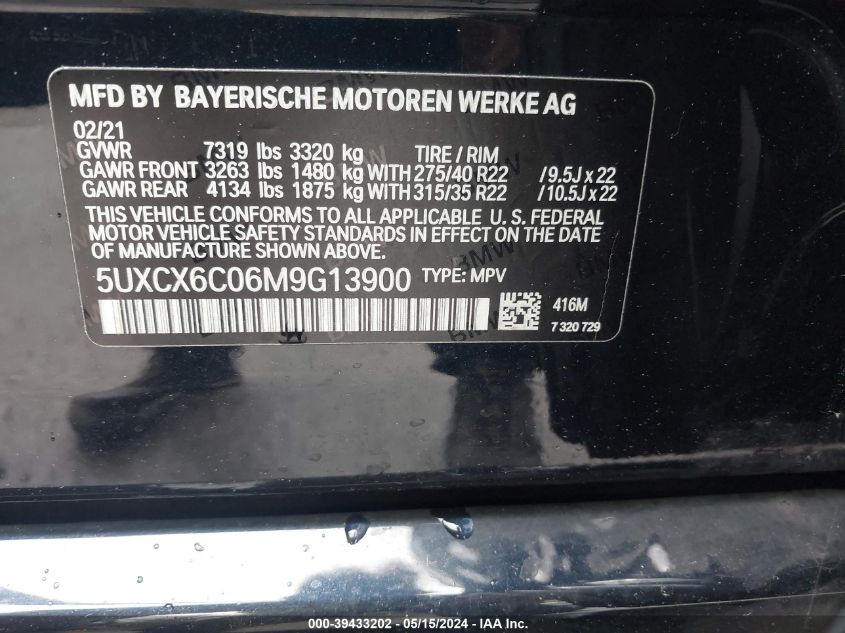 MFD BY BAYERISCHE MOTOREN WERKE AG
02/21
GVWR 7319 lbs 3320 kg TIRE / RIM
GAWR FRONT 3263 lbs 1480 kg WITH 275/40 R22 /9.5J x 22
GAWR REAR 4134 lbs 1875 kg WITH 315/35 R22 /10.5J x 22
THIS VEHICLE CONFORMS TO ALL APPLICABLE U. S. FEDERAL
MOTOR VEHICLE SAFETY STANDARDS IN EFFECT ON THE DATE
OF MANUFACTURE SHOWN ABOVE.
5UXCX6C06M9G13900 TYPE: MPV
416M
7 320 729
000-39433202 - 05/15/2024 - IAA Inc.